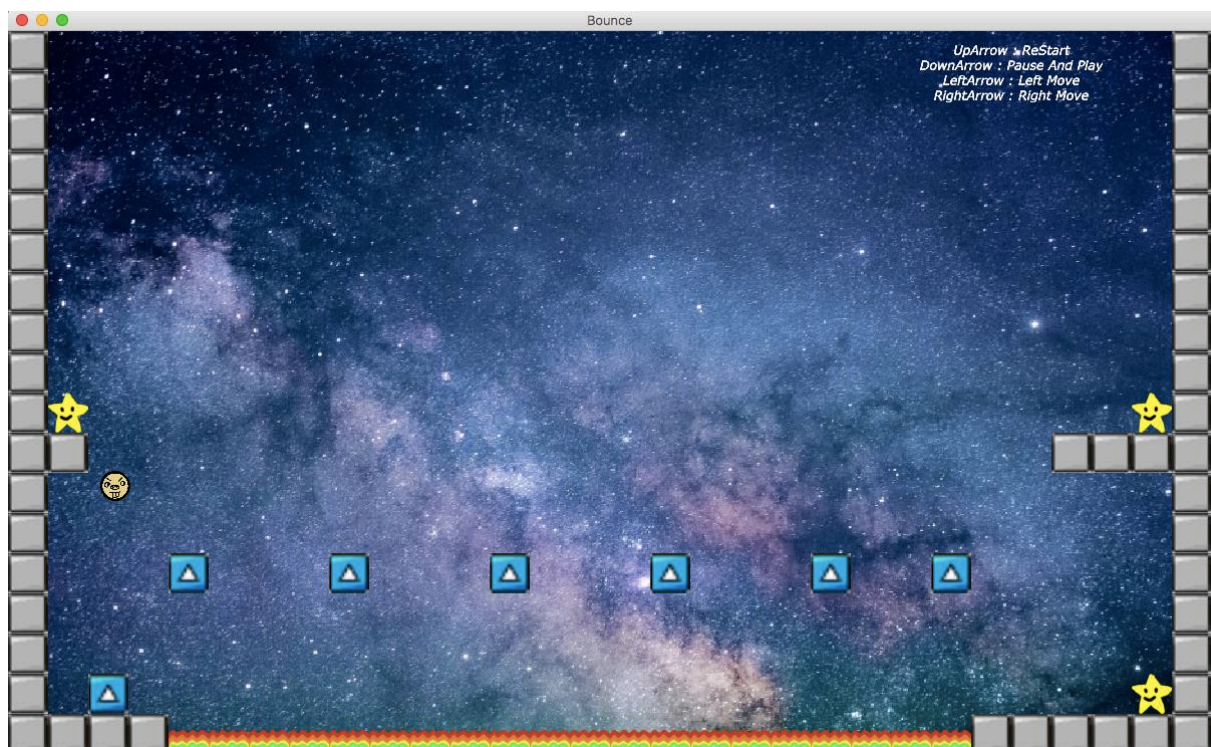 Bounce
UpArrow : ReStart
DownArrow : Pause And Play
LeftArrow : Left Move
RightArrow : Right Move